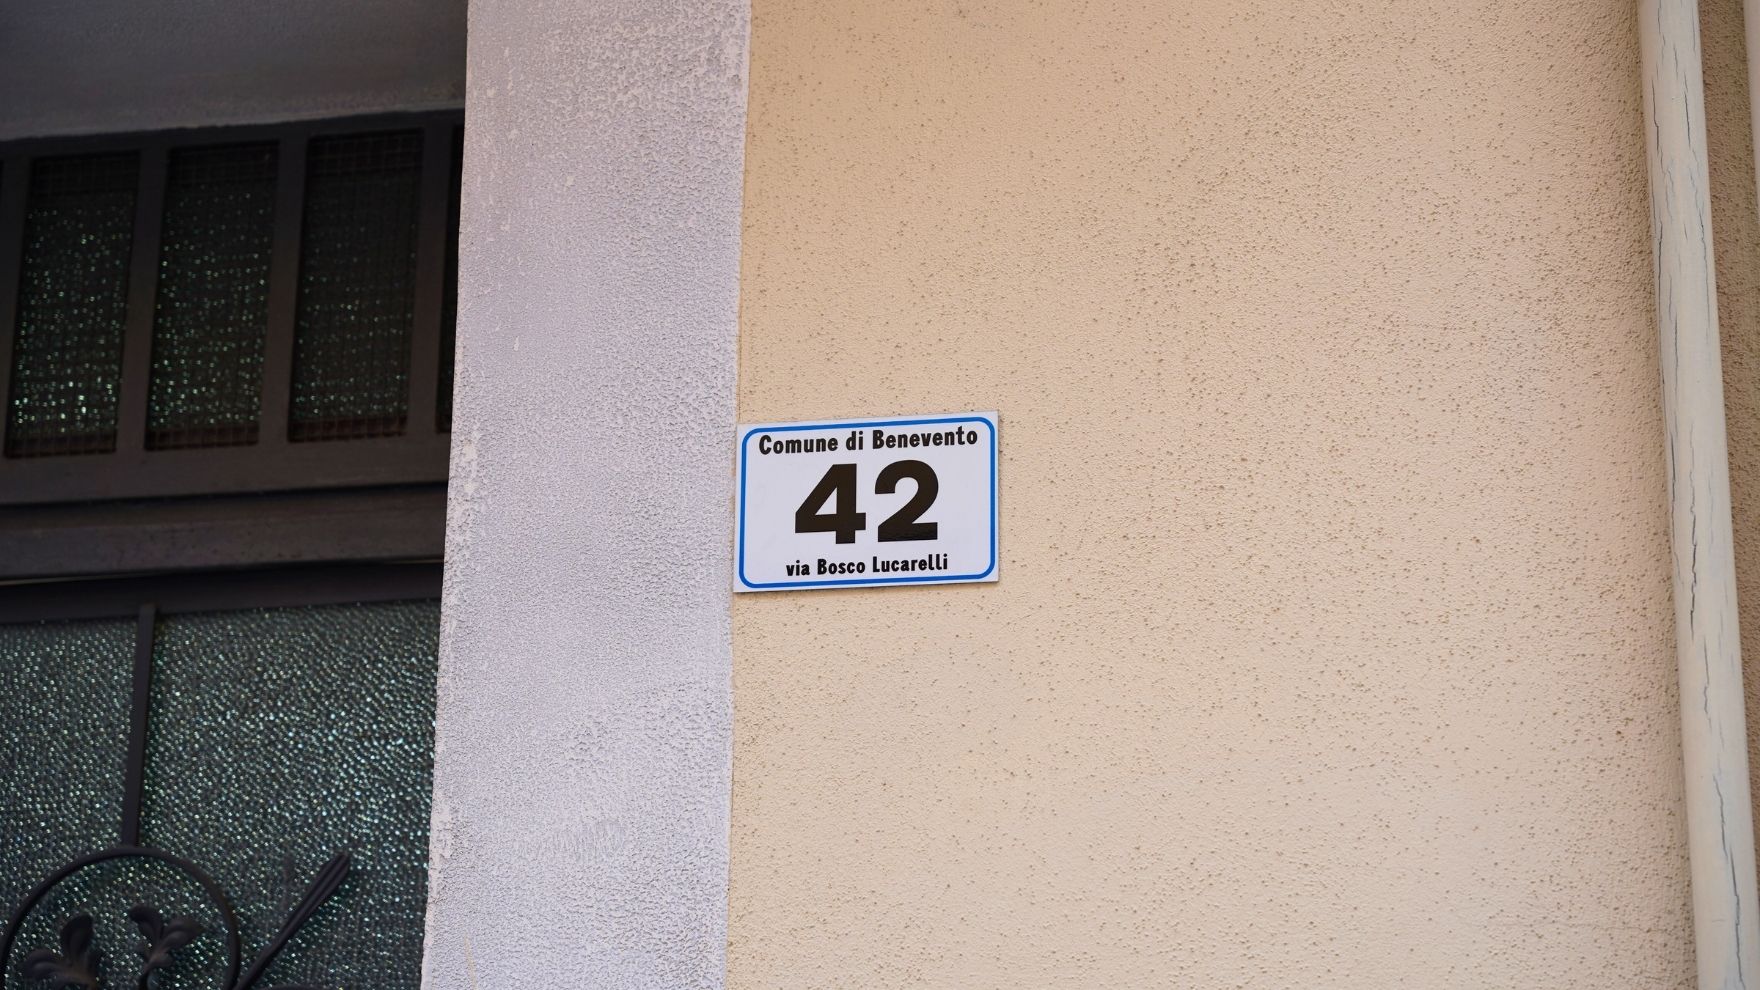 Comune di Benevento
42
via Bosco Lucarelli